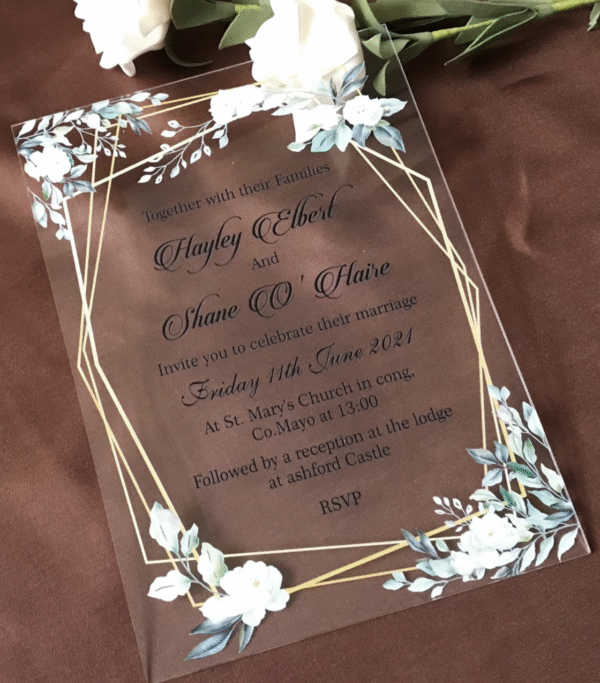 Together with their Families
Hayley Elbert
And
Shane O ' Haire
Invite you to celebrate their marriage
Friday 11th June 2021
At St. Mary's Church in cong,
Co.Mayo at 13:00
Followed by a reception at the lodge
at ashford Castle
RSVP